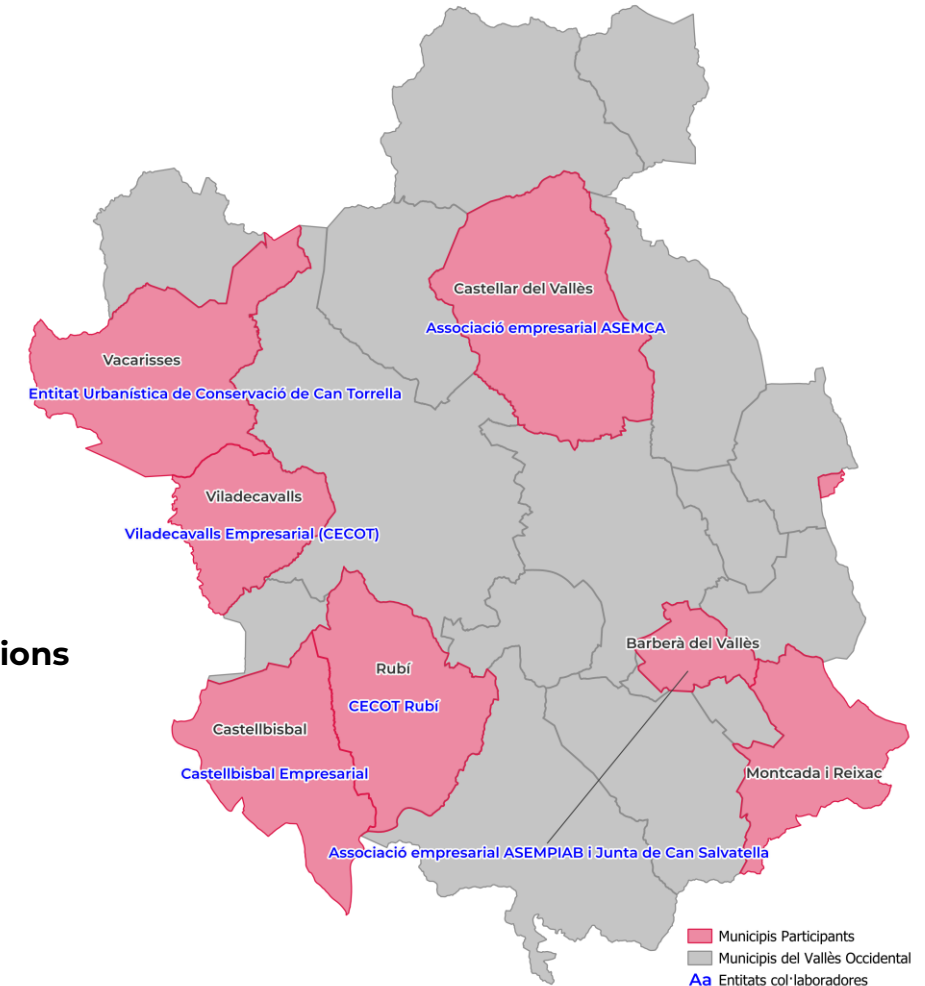 Castellar del Vallès
Associació empresarial ASEMCA
Vacarisses
Entitat Urbanística de Conservació de Can Torrella
Viladecavalls
Viladecavalls Empresarial (CECOT)
ions
Barberà del Vallès
Rubí
CECOT Rubí
Castellbisbal
Castellbisbal Empresarial
Montcada i Reixac
Associació empresarial ASEMPIAB i Junta de Can Salvatella
Municipis Participants
Municipis del Vallès Occidental
Aa Entitats col·laboradores